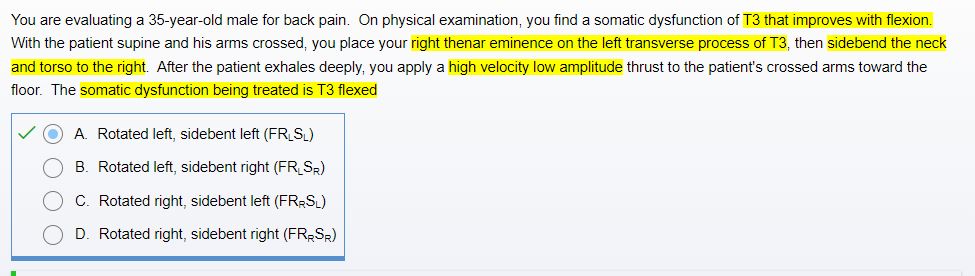 You are evaluating a 35-year-old male for back pain. On physical examination, you find a somatic dysfunction of T3 that improves with flexion.
With the patient supine and his arms crossed, you place your right thenar eminence on the left transverse process of T3, then sidebend the neck
and torso to the right. After the patient exhales deeply, you apply a high velocity low amplitude thrust to the patient's crossed arms toward the
floor. The somatic dysfunction being treated is T3 flexed
A. Rotated left, sidebent left (FRLSL)
B. Rotated left, sidebent right (FRLSR)
C. Rotated right, sidebent left (FRRSL)
D. Rotated right, sidebent right (FRRSR)